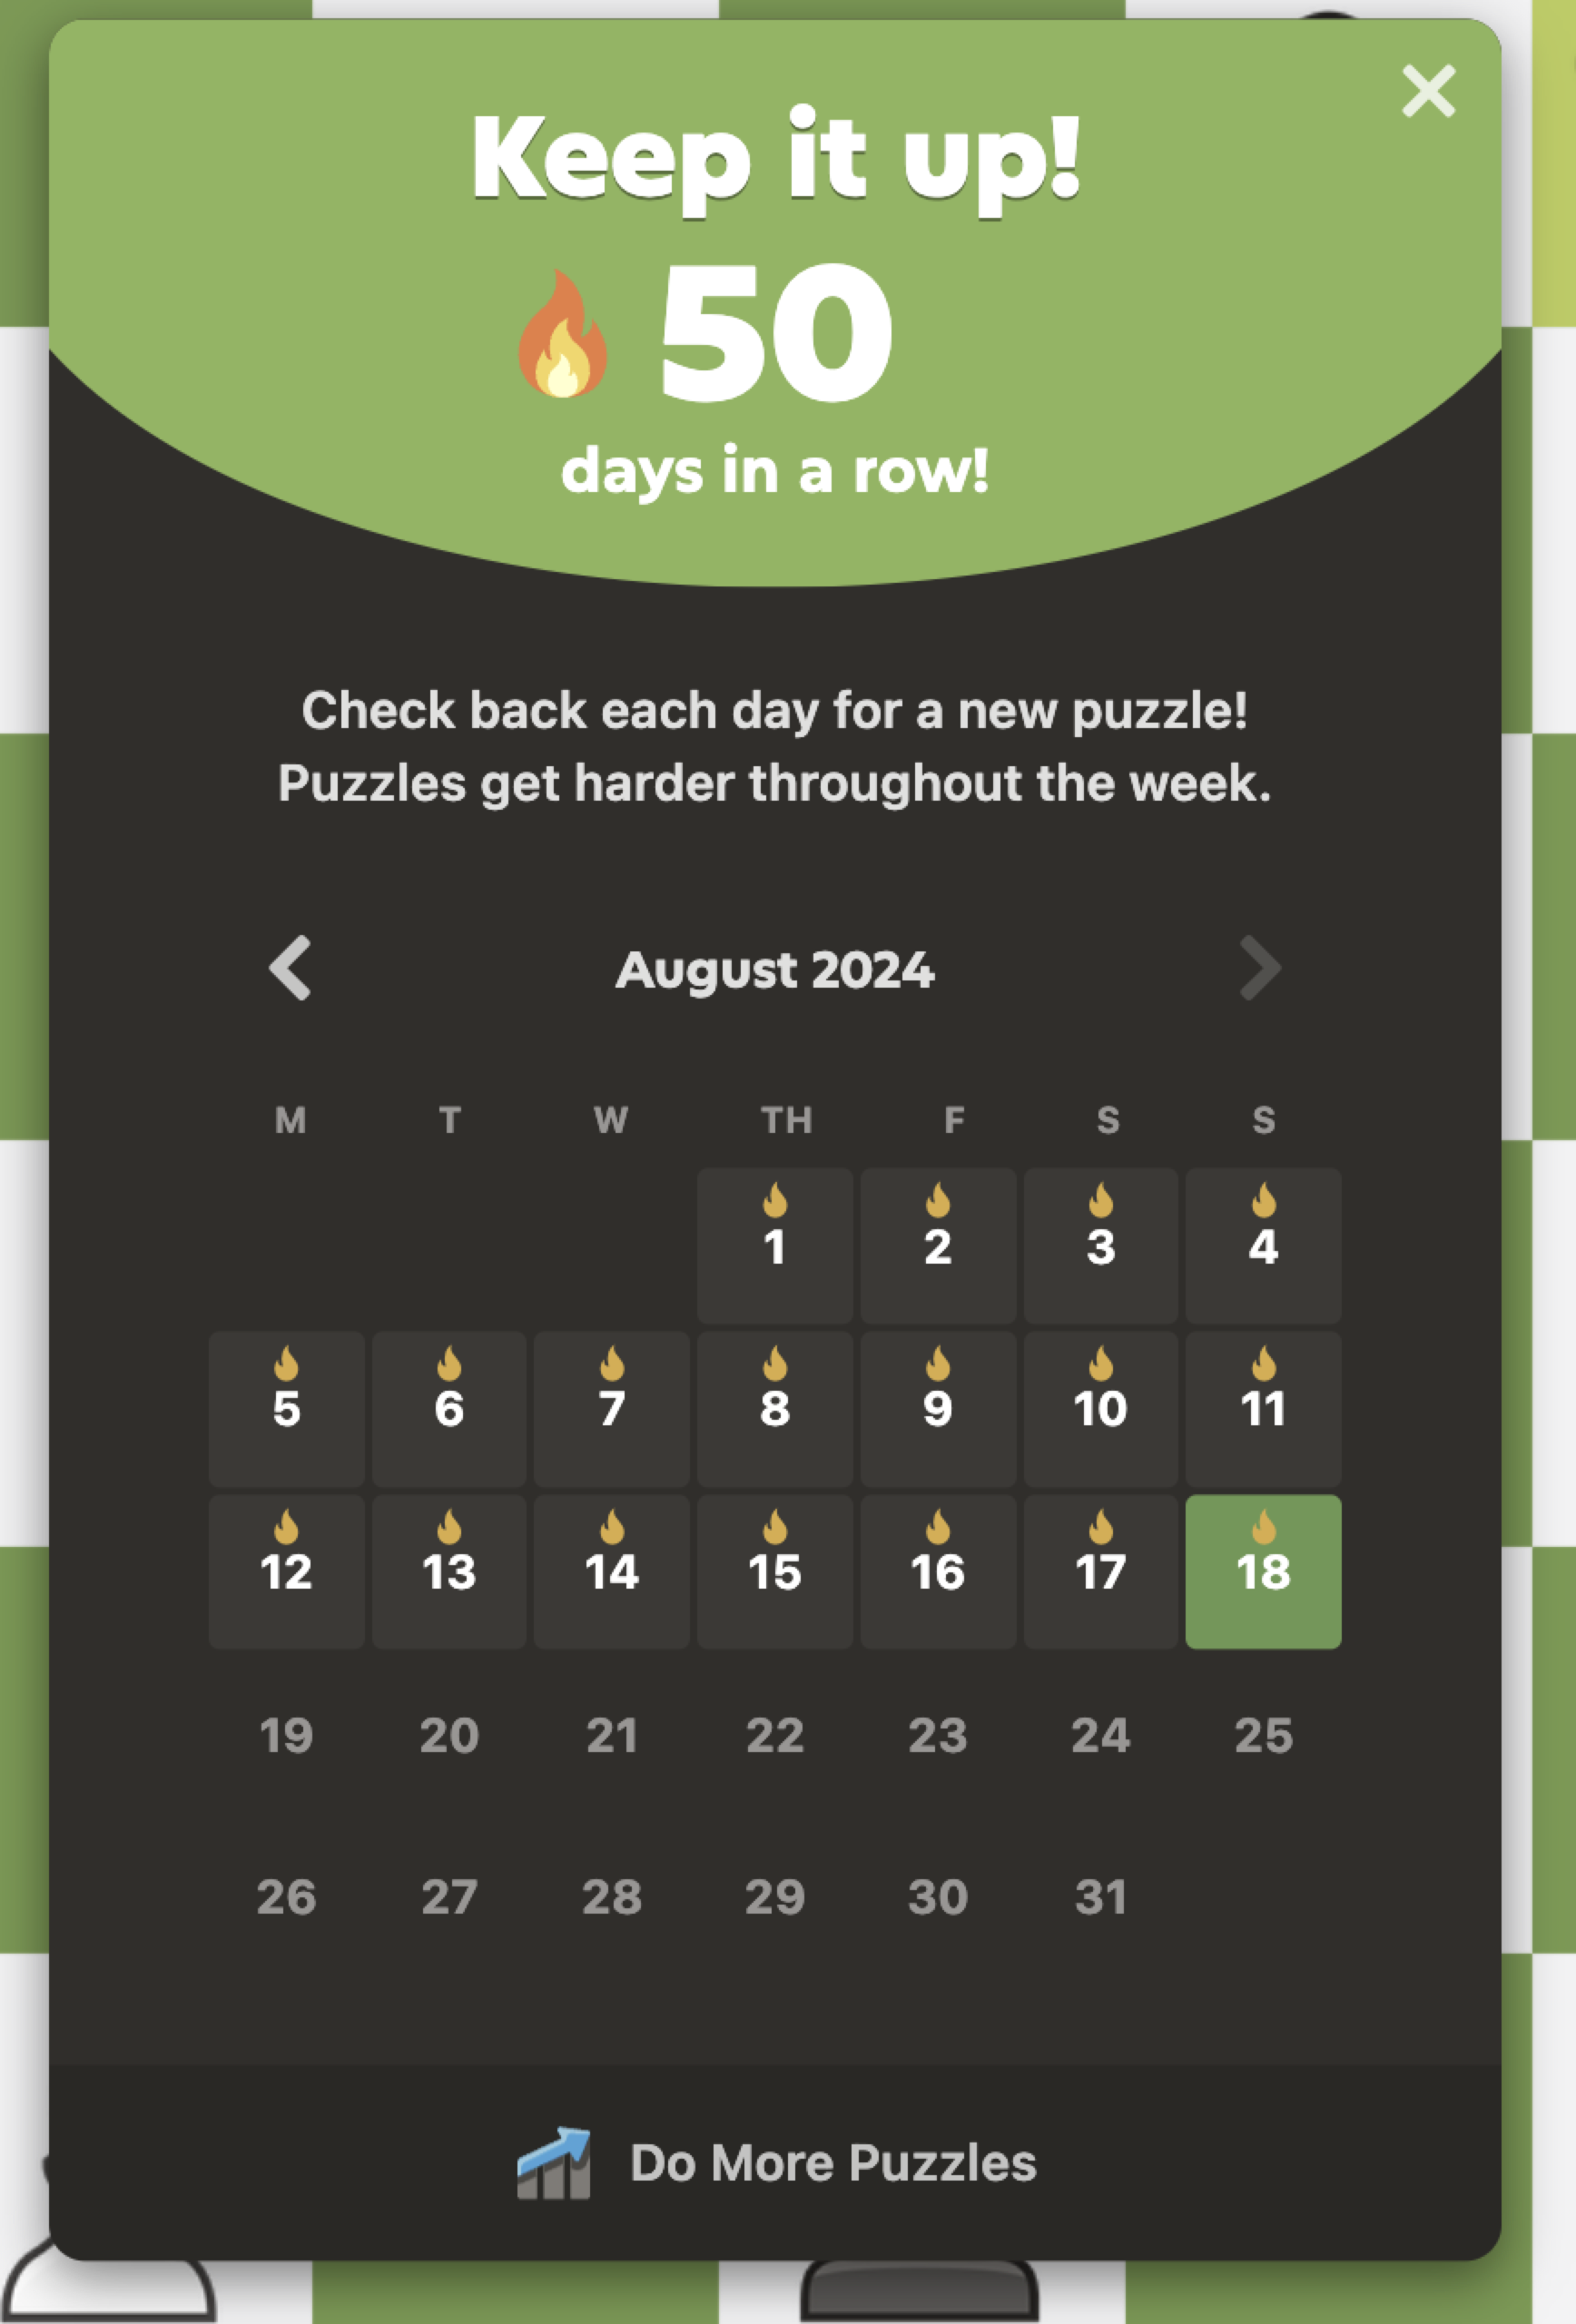 Keep it up!
50
days in a row!
Check back each day for a new puzzle!
Puzzles get harder throughout the week.
August 2024
M T W TH F S S
1 2 3 4
5 6 7 8 9 10 11
12 13 14 15 16 17 18
19 20 21 22 23 24 25
26 27 28 29 30 31
Do More Puzzles